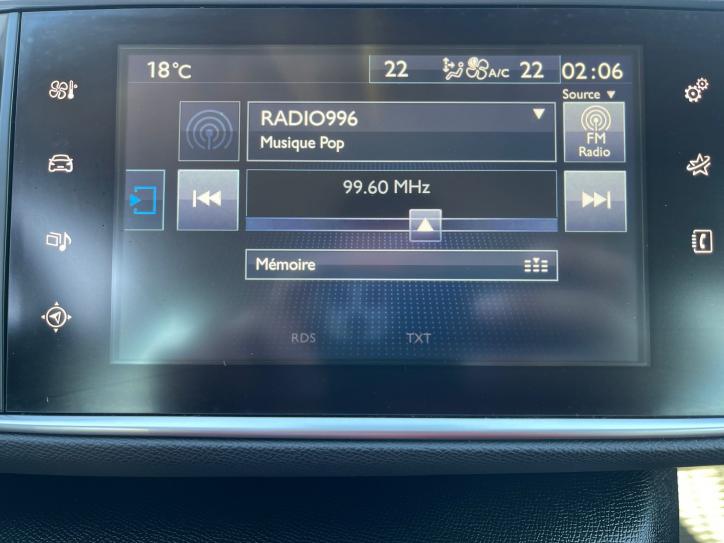 18°C
22 A/C 22 02:06
Source
RADIO996
Musique Pop
FM
Radio
99.60 MHz
Mémoire
RDS TXT